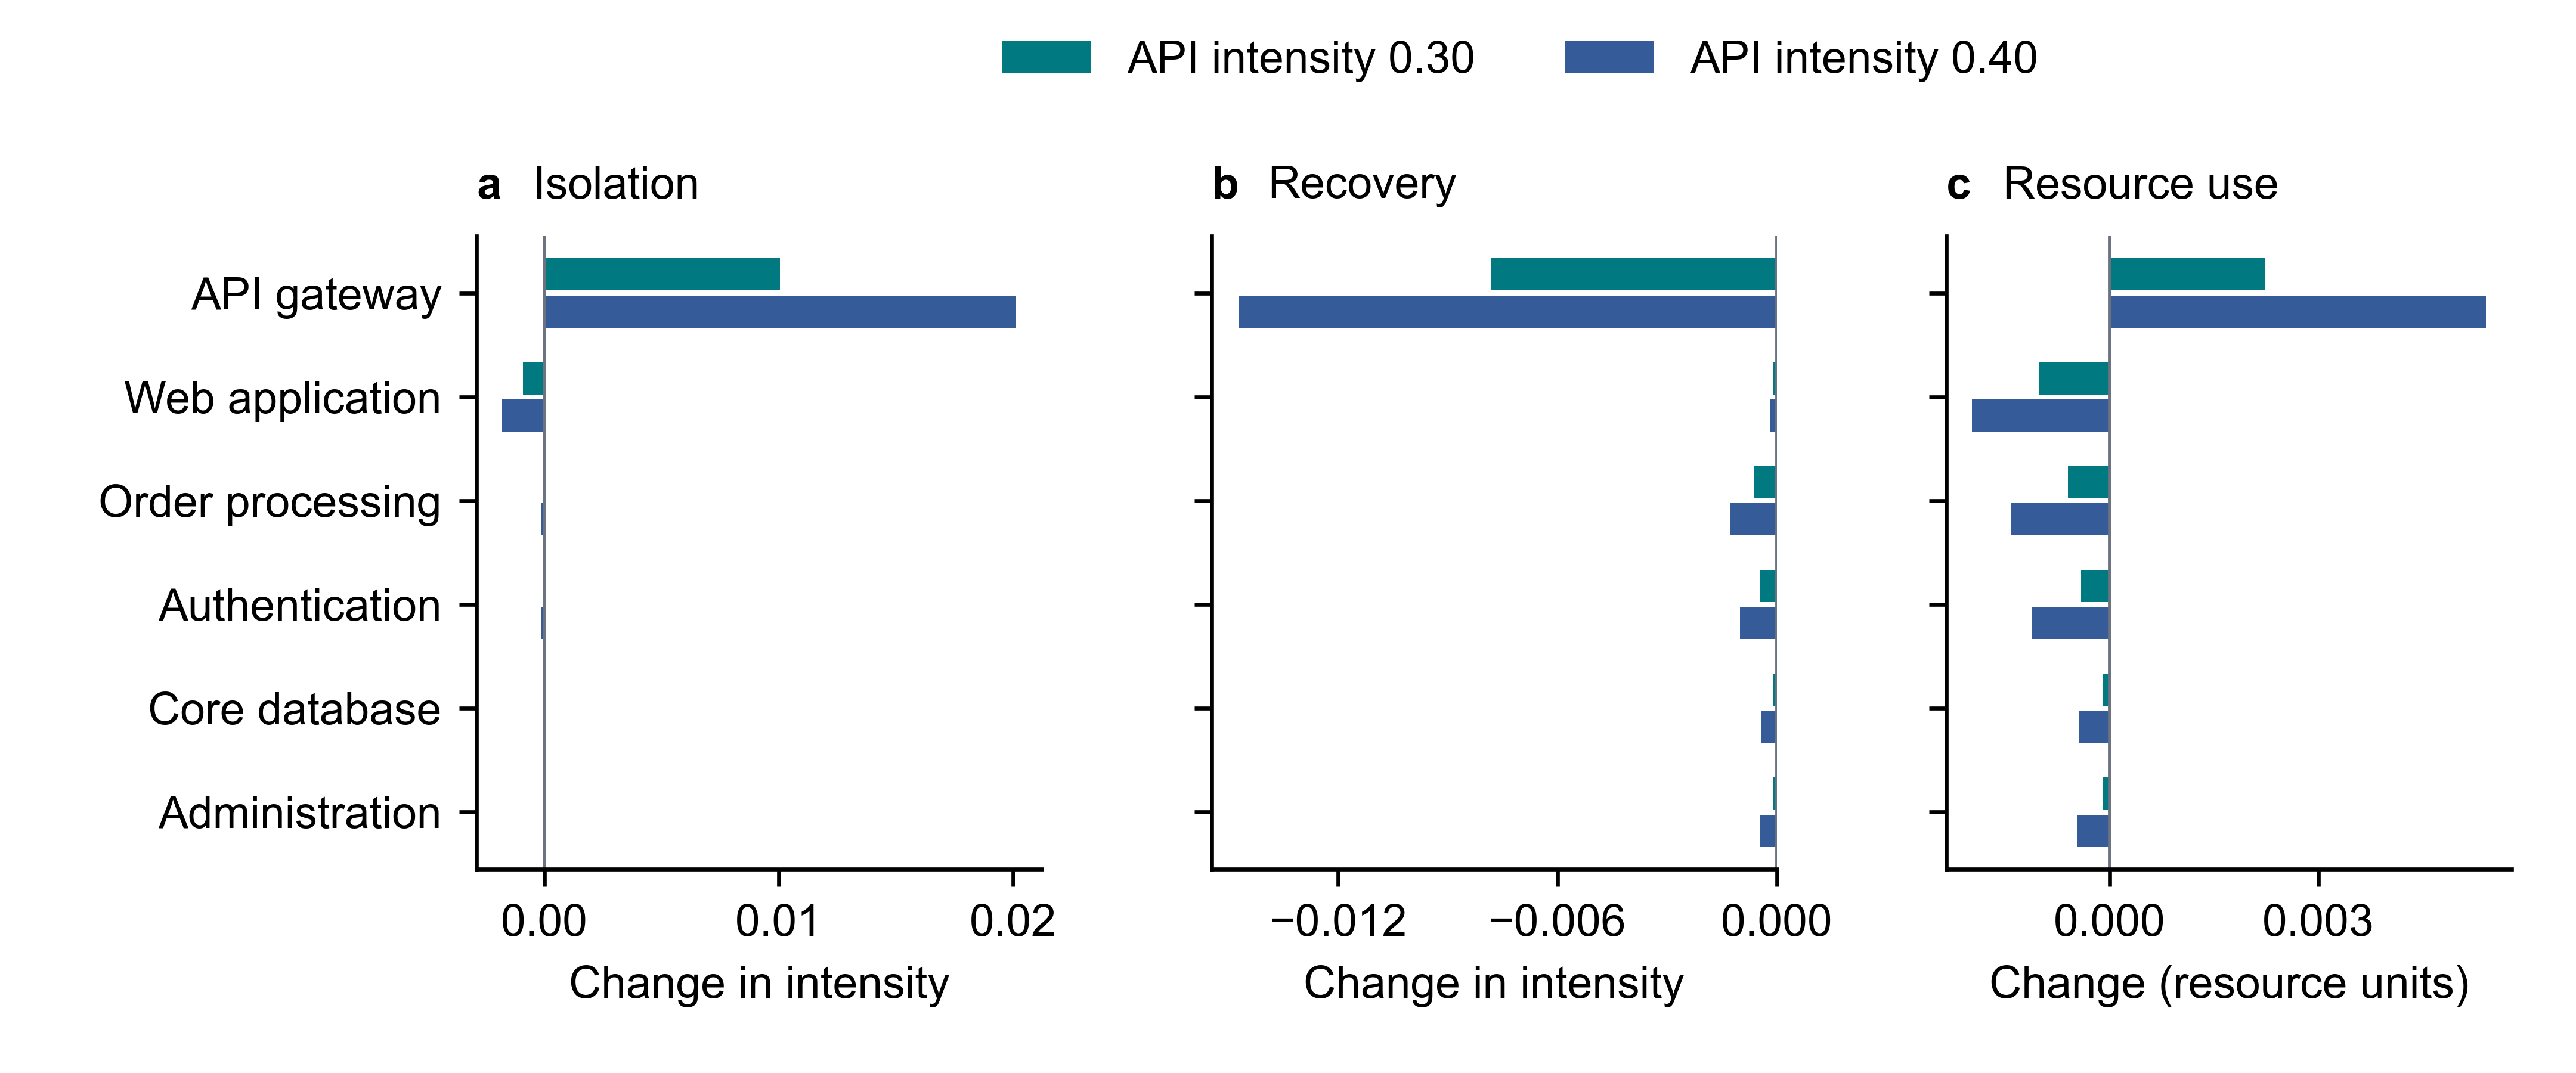 API intensity 0.30 API intensity 0.40
a Isolation
b Recovery
c Resource use
API gateway
Web application
Order processing
Authentication
Core database
Administration
0.00 0.01 0.02
−0.012 −0.006 0.000
0.000 0.003
Change in intensity
Change in intensity
Change (resource units)